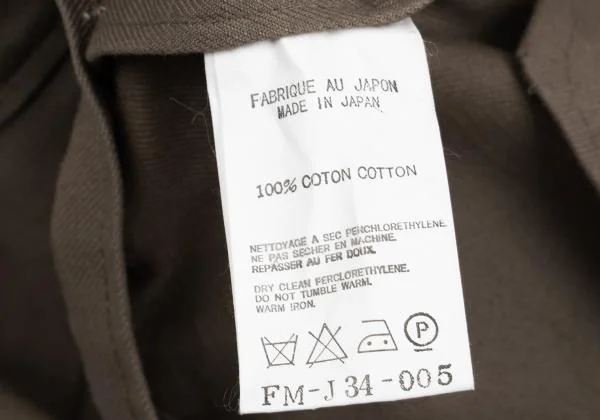 FABRIQUE AU JAPON
MADE IN JAPAN
100% COTON COTTON
NETTOYAGE A SEC PERCHLORETHYLENE.
NE PAS SECHER EN MACHINE.
REPASSER AU FER DOUX.
DRY CLEAN PERCLORETHYLENE.
DO NOT TUMBLE WARM.
WARM IRON.
P
FM-J34-005